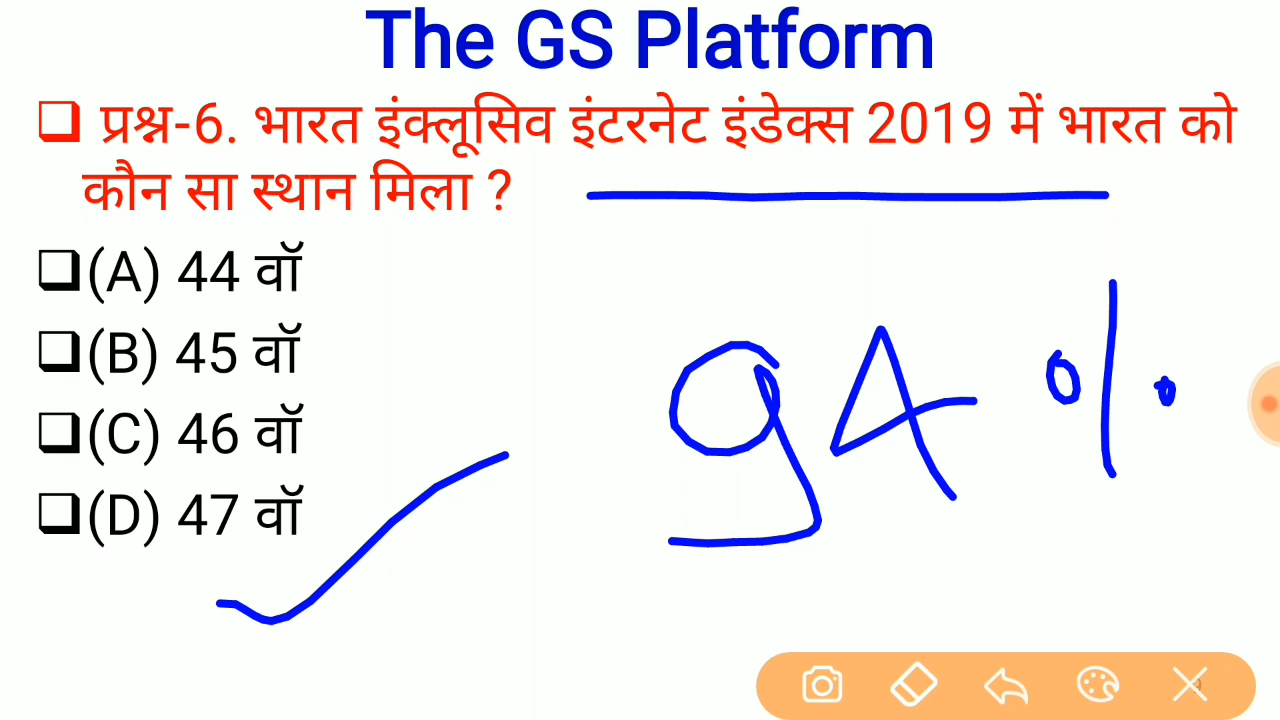 The GS Platform
❑ प्रश्न-6. भारत इंक्लूसिव इंटरनेट इंडेक्स 2019 में भारत को
कौन सा स्थान मिला ?
❑(A) 44 वॉ
❑(B) 45 वॉ
❑(C) 46 वॉ
❑(D) 47 वॉ
94 %